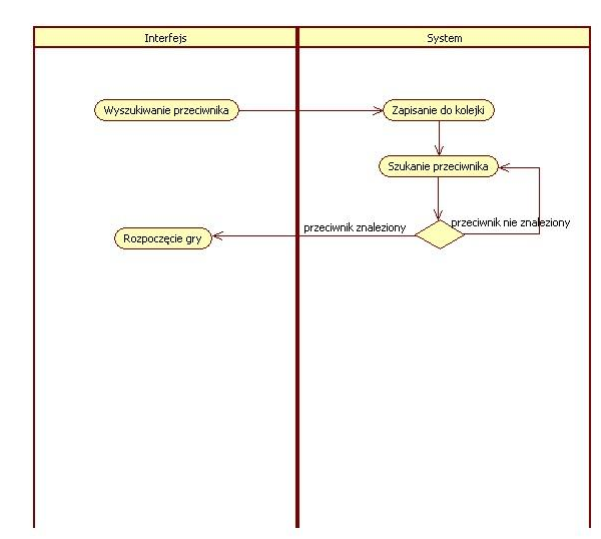 Interfejs
System
Wyszukiwanie przeciwnika
Zapisanie do kolejki
Szukanie przeciwnika
przeciwnik nie znaleziony
przeciwnik znaleziony
Rozpoczęcie gry